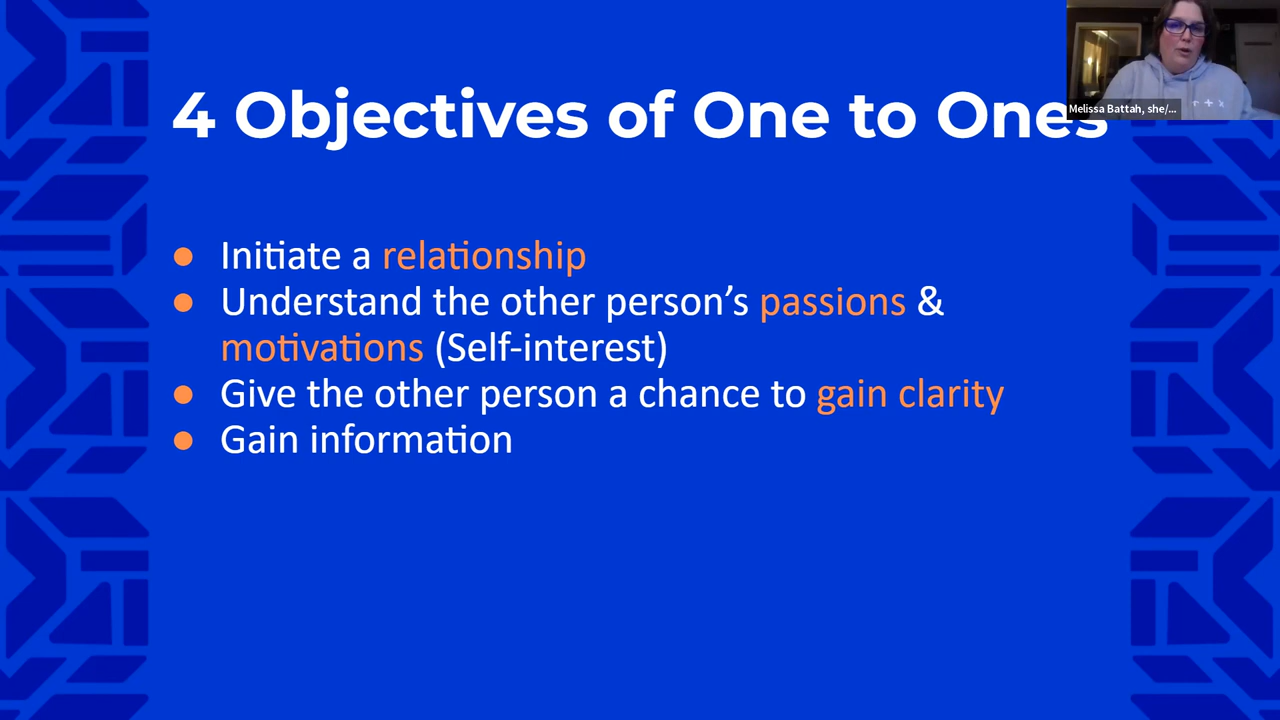 4 Objectives of One to Ones
Melissa Battah, she/...
● Initiate a relationship
● Understand the other person’s passions &
motivations (Self-interest)
● Give the other person a chance to gain clarity
● Gain information